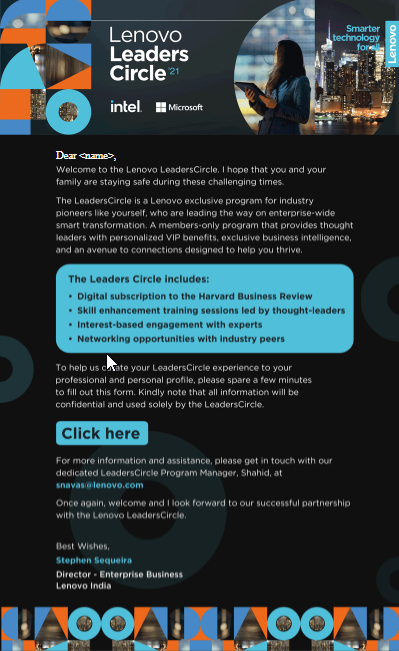 Lenovo
Leaders
Circle '21
intel.
Microsoft
Smarter
technology
for all
Lenovo
Dear <name>,
Welcome to the Lenovo LeadersCircle. I hope that you and your
family are staying safe during these challenging times.
The LeadersCircle is a Lenovo exclusive program for industry
pioneers like yourself, who are leading the way on enterprise-wide
smart transformation. A members-only program that provides thought
leaders with personalized VIP benefits, exclusive business intelligence,
and an avenue to connections designed to help you thrive.
The Leaders Circle includes:
• Digital subscription to the Harvard Business Review
• Skill enhancement training sessions led by thought-leaders
• Interest-based engagement with experts
• Networking opportunities with industry peers
To help us curate your LeadersCircle experience to your
professional and personal profile, please spare a few minutes
to fill out this form. Kindly note that all information will be
confidential and used solely by the LeadersCircle.
Click here
For more information and assistance, please get in touch with our
dedicated LeadersCircle Program Manager, Shahid, at
snavas@lenovo.com
Once again, welcome and I look forward to our successful partnership
with the Lenovo LeadersCircle.
Best Wishes,
Stephen Sequeira
Director - Enterprise Business
Lenovo India